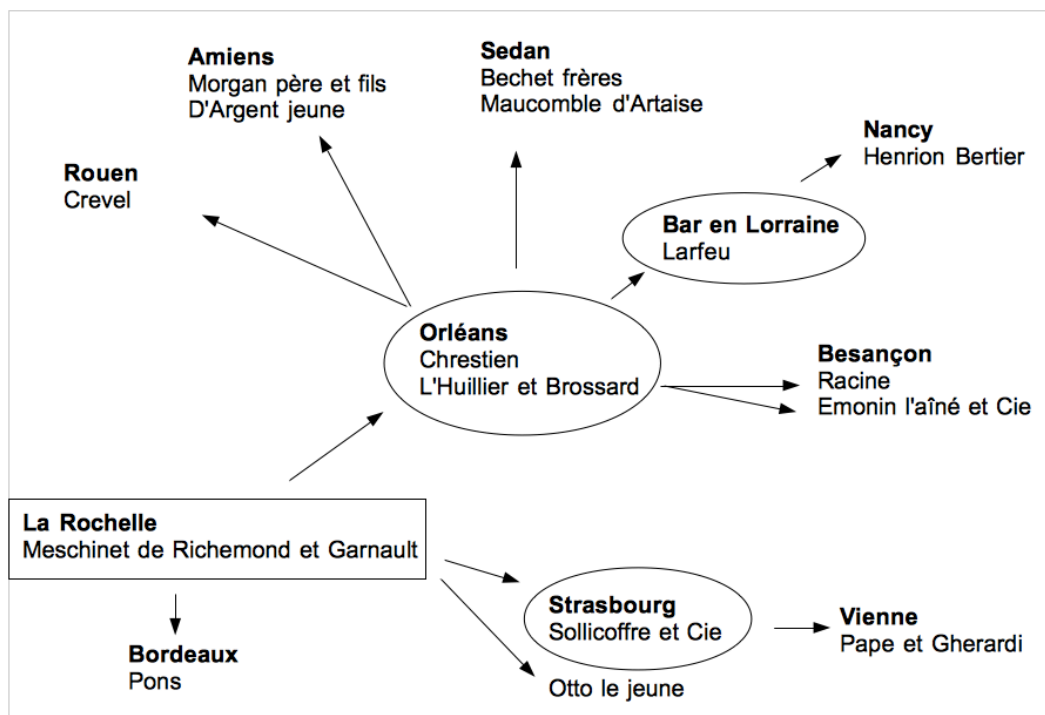 Amiens
Morgan père et fils
D'Argent jeune
Sedan
Bechet frères
Maucomble d'Artaise
Nancy
Henrion Bertier
Rouen
Crevel
Bar en Lorraine
Larfeu
Orléans
Chrestien
L'Huillier et Brossard
Besançon
Racine
Emonin l'aîné et Cie
La Rochelle
Meschinet de Richemond et Garnault
Strasbourg
Sollicoffre et Cie
Otto le jeune
Vienne
Pape et Gherardi
Bordeaux
Pons